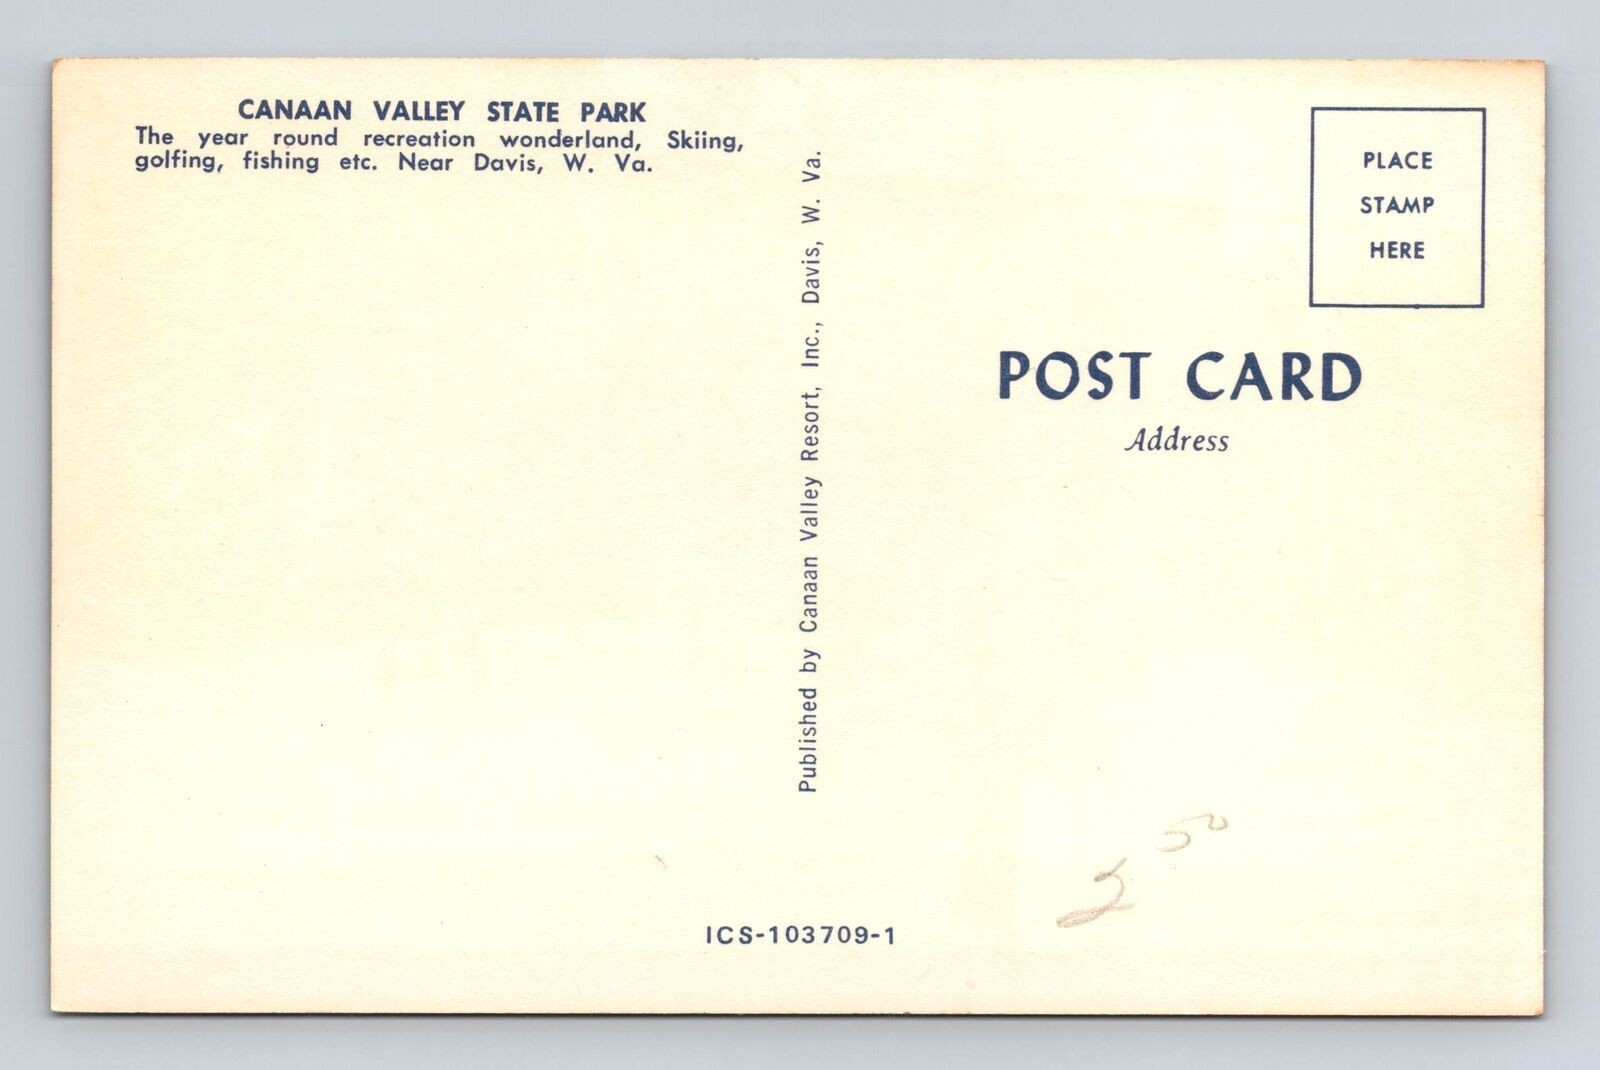 CANAAN VALLEY STATE PARK
The year round recreation wonderland, Skiing,
golfing, fishing etc. Near Davis, W. Va.
Published by Canaan Valley Resort, Inc., Davis, W. Va.
PLACE
STAMP
HERE
POST CARD
Address
ICS-103709-1